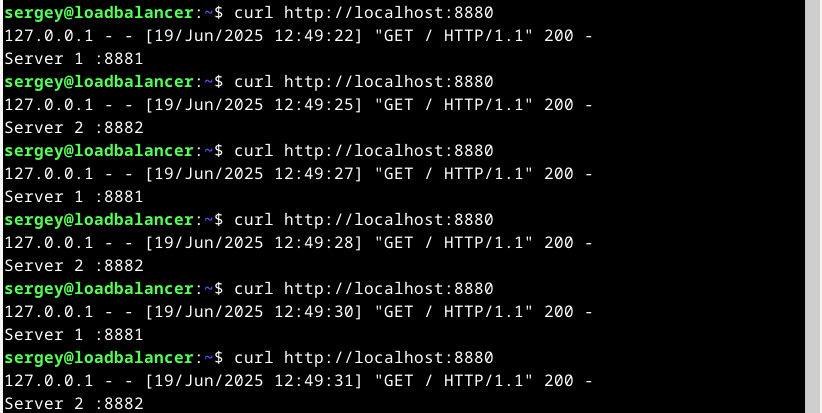 sergey@loadbalancer:~$ curl http://localhost:8880
127.0.0.1 - - [19/Jun/2025 12:49:22] "GET / HTTP/1.1" 200 -
Server 1 :8881
sergey@loadbalancer:~$ curl http://localhost:8880
127.0.0.1 - - [19/Jun/2025 12:49:25] "GET / HTTP/1.1" 200 -
Server 2 :8882
sergey@loadbalancer:~$ curl http://localhost:8880
127.0.0.1 - - [19/Jun/2025 12:49:27] "GET / HTTP/1.1" 200 -
Server 1 :8881
sergey@loadbalancer:~$ curl http://localhost:8880
127.0.0.1 - - [19/Jun/2025 12:49:28] "GET / HTTP/1.1" 200 -
Server 2 :8882
sergey@loadbalancer:~$ curl http://localhost:8880
127.0.0.1 - - [19/Jun/2025 12:49:30] "GET / HTTP/1.1" 200 -
Server 1 :8881
sergey@loadbalancer:~$ curl http://localhost:8880
127.0.0.1 - - [19/Jun/2025 12:49:31] "GET / HTTP/1.1" 200 -
Server 2 :8882